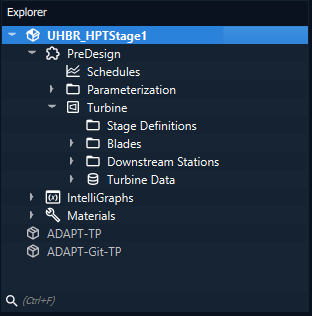 Explorer
UHBR_HPTStage1
PreDesign
Schedules
Parameterization
Turbine
Stage Definitions
Blades
Downstream Stations
Turbine Data
IntelliGraphs
Materials
ADAPT-TP
ADAPT-Git-TP
(Ctrl+F)